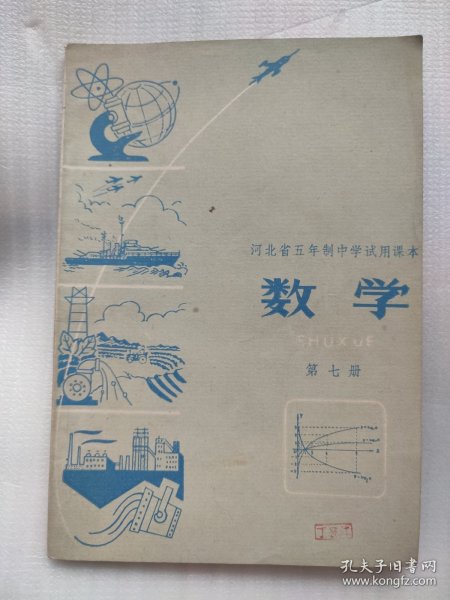 河北省五年制中学试用课本
数学
SHUXUE
第七册
孔夫子旧书网
www.kongfz.com